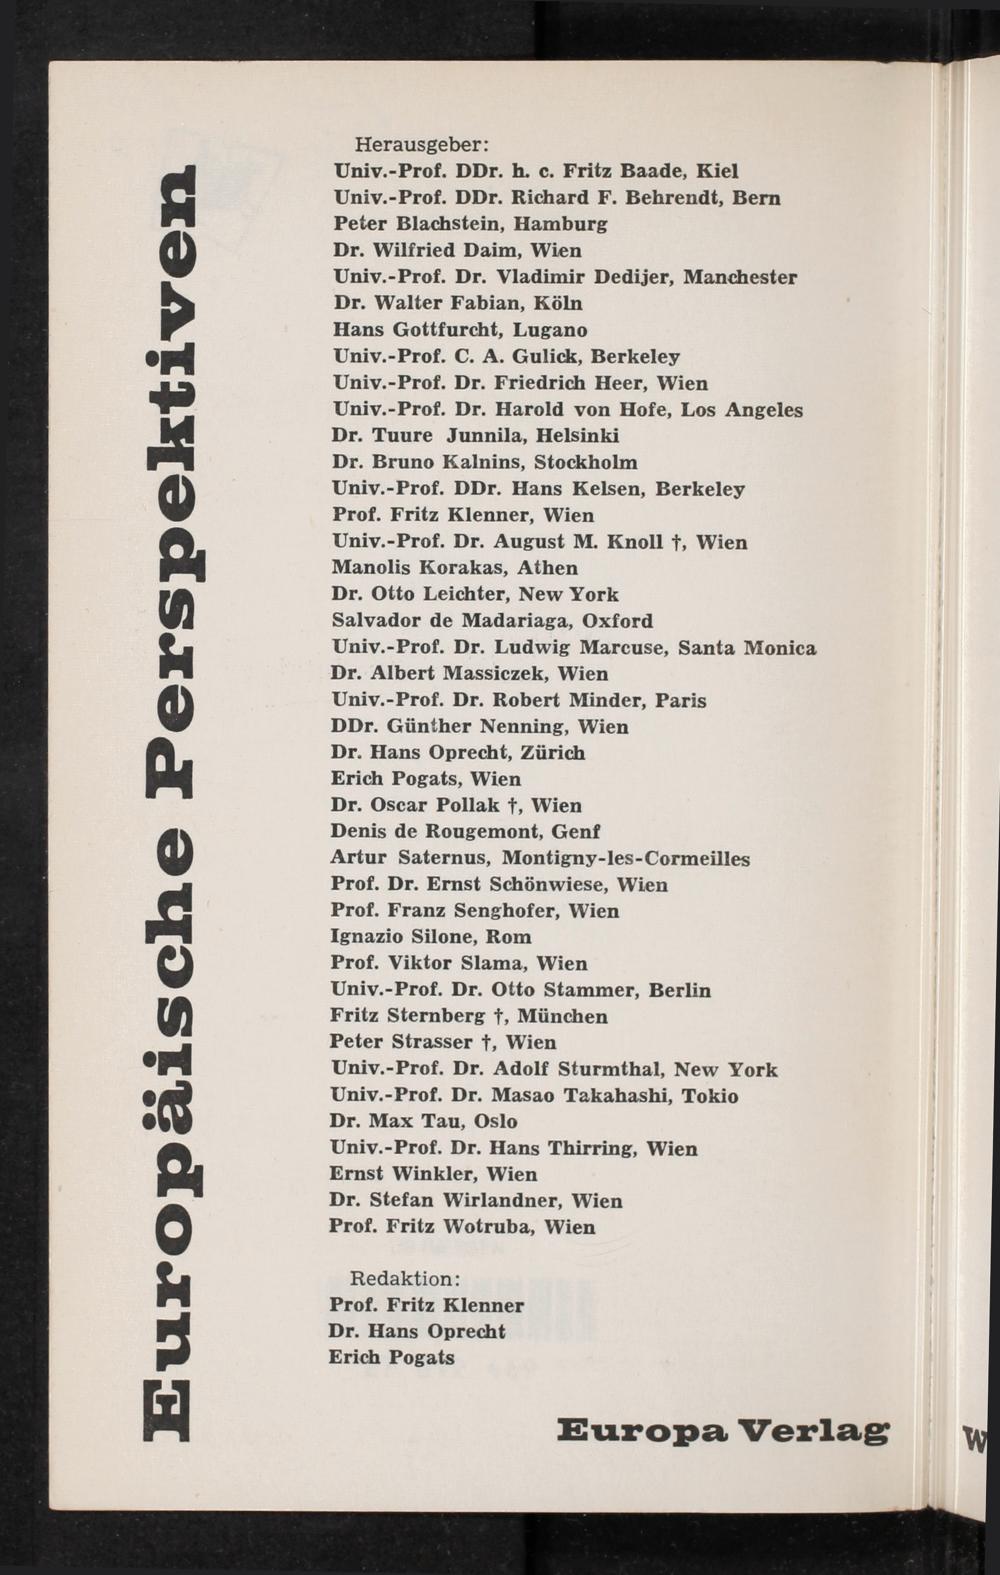 Europäische Perspektiven
Herausgeber:
Univ.-Prof. DDr. h. c. Fritz Baade, Kiel
Univ.-Prof. DDr. Richard F. Behrendt, Bern
Peter Blachstein, Hamburg
Dr. Wilfried Daim, Wien
Univ.-Prof. Dr. Vladimir Dedijer, Manchester
Dr. Walter Fabian, Köln
Hans Gottfurcht, Lugano
Univ.-Prof. C. A. Gulick, Berkeley
Univ.-Prof. Dr. Friedrich Heer, Wien
Univ.-Prof. Dr. Harold von Hofe, Los Angeles
Dr. Tuure Junnila, Helsinki
Dr. Bruno Kalnins, Stockholm
Univ.-Prof. DDr. Hans Kelsen, Berkeley
Prof. Fritz Klenner, Wien
Univ.-Prof. Dr. August M. Knoll †, Wien
Manolis Korakas, Athen
Dr. Otto Leichter, New York
Salvador de Madariaga, Oxford
Univ.-Prof. Dr. Ludwig Marcuse, Santa Monica
Dr. Albert Massiczek, Wien
Univ.-Prof. Dr. Robert Minder, Paris
DDr. Günther Nenning, Wien
Dr. Hans Oprecht, Zürich
Erich Pogats, Wien
Dr. Oscar Pollak †, Wien
Denis de Rougemont, Genf
Artur Saternus, Montigny-les-Cormeilles
Prof. Dr. Ernst Schönwiese, Wien
Prof. Franz Senghofer, Wien
Ignazio Silone, Rom
Prof. Viktor Slama, Wien
Univ.-Prof. Dr. Otto Stammer, Berlin
Fritz Sternberg †, München
Peter Strasser †, Wien
Univ.-Prof. Dr. Adolf Sturmthal, New York
Univ.-Prof. Dr. Masao Takahashi, Tokio
Dr. Max Tau, Oslo
Univ.-Prof. Dr. Hans Thirring, Wien
Ernst Winkler, Wien
Dr. Stefan Wirlandner, Wien
Prof. Fritz Wotruba, Wien
Redaktion:
Prof. Fritz Klenner
Dr. Hans Oprecht
Erich Pogats
Europa Verlag